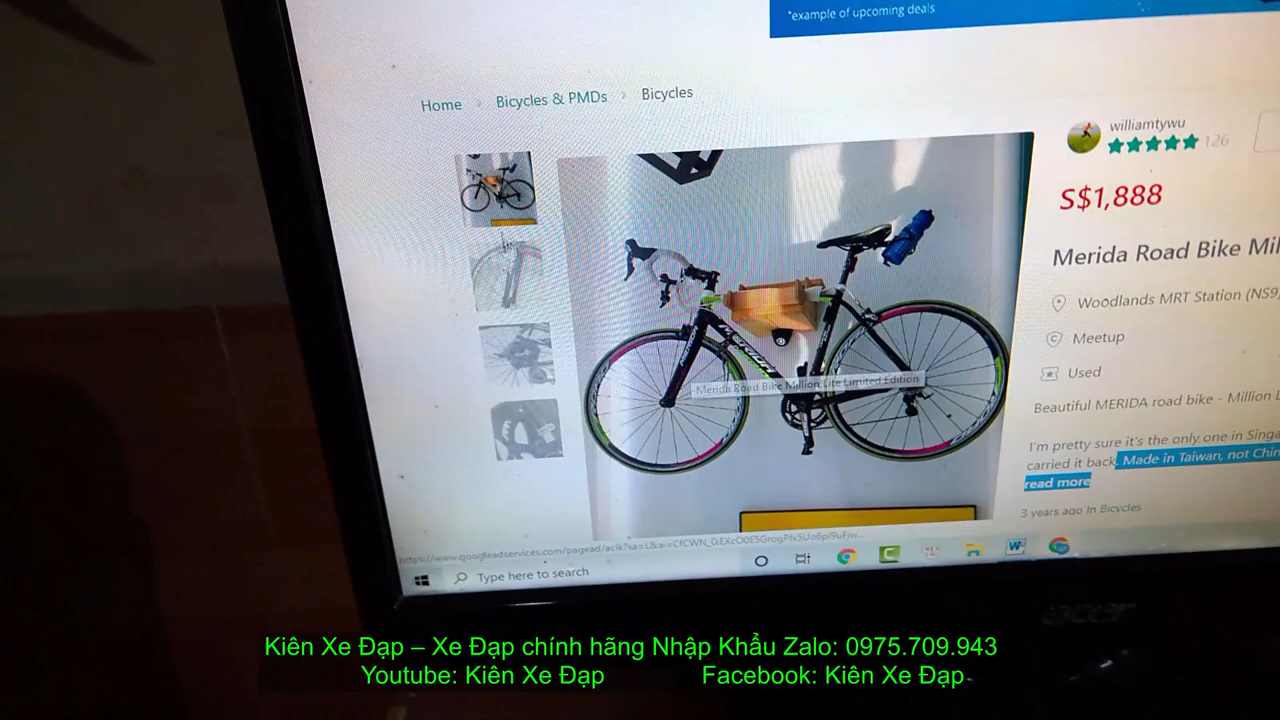 *example of upcoming deals
Home > Bicycles & PMDs > Bicycles
williamtywu
126
S$1,888
Merida Road Bike Mil
Woodlands MRT Station (NS9)
Meetup
Used
MERIDA
Merida Road Bike Million Lite Limited Edition
Beautiful MERIDA road bike - Million L
I'm pretty sure it's the only one in Singa
carried it back. Made in Taiwan, not Chin
read more
3 years ago in Bicycles
Type here to search
acer
Kiên Xe Đạp – Xe Đạp chính hãng Nhập Khẩu Zalo: 0975.709.943
Youtube: Kiên Xe Đạp Facebook: Kiên Xe Đạp